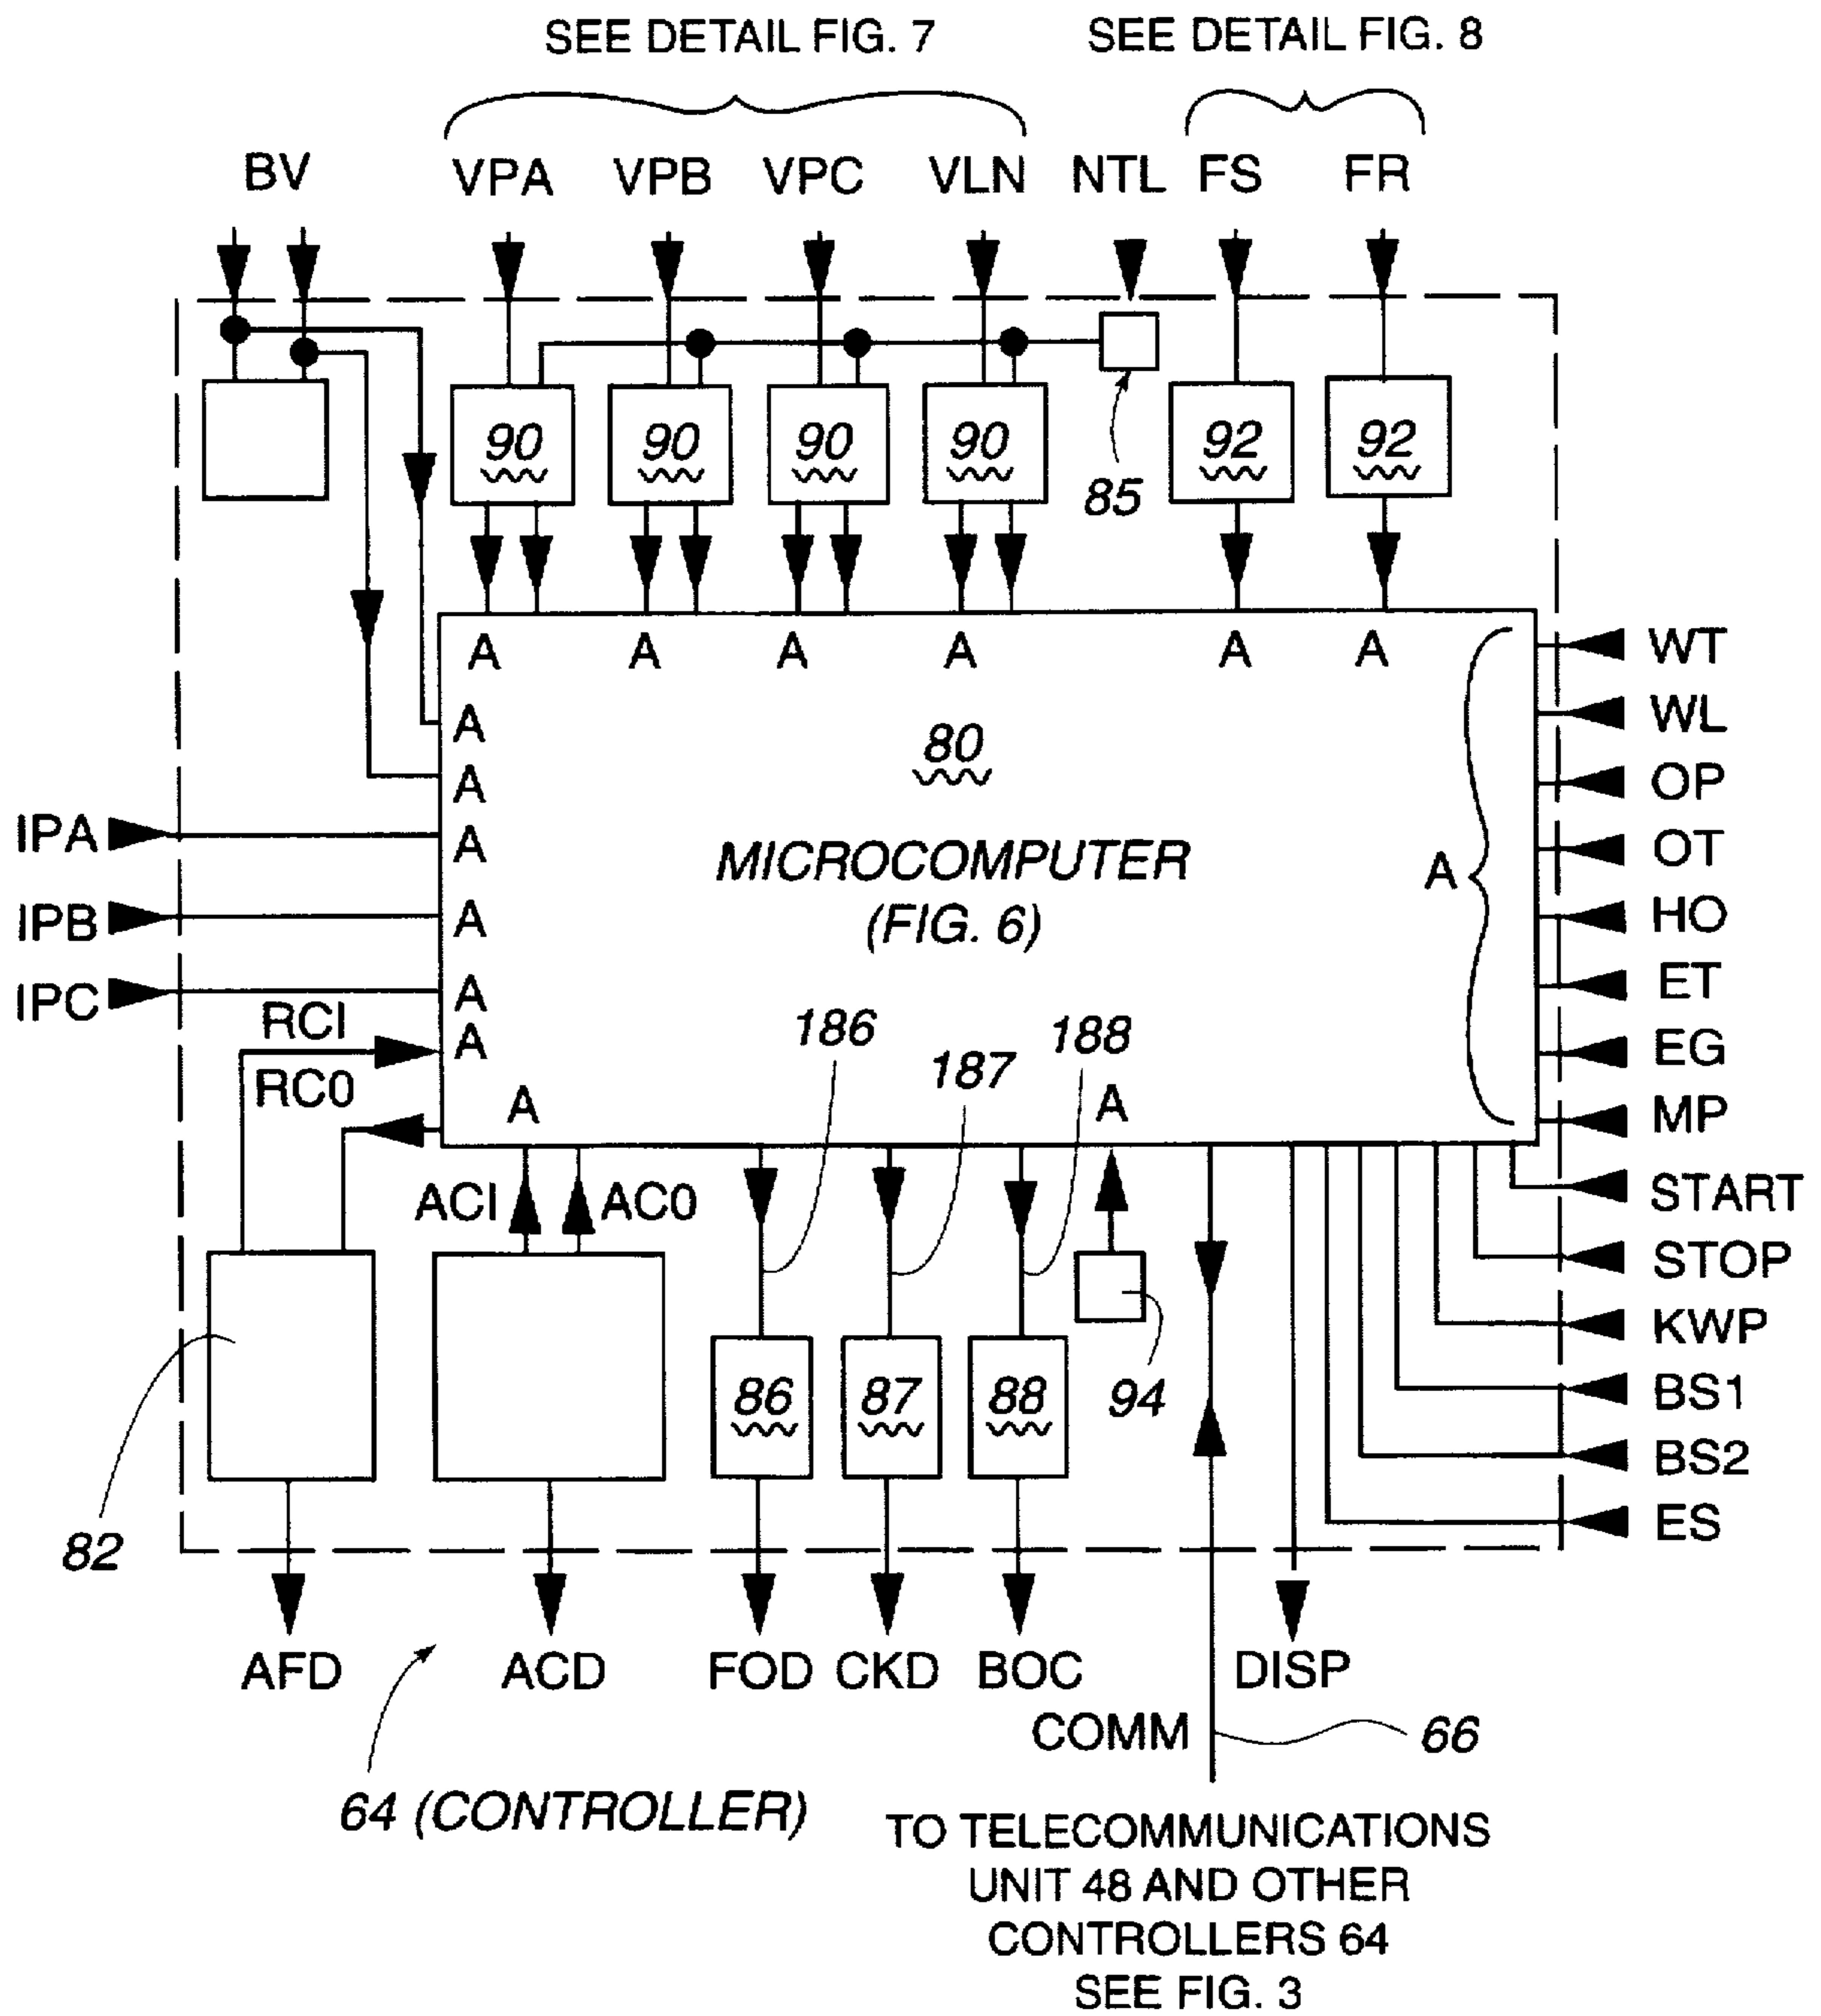 SEE DETAIL FIG. 7 SEE DETAIL FIG. 8
BV VPA VPB VPC VLN NTL FS FR
90 90 90 90 92 92
85
A A A A A A
WT
A WL
80
A OP
IPA A MICROCOMPUTER A OT
IPB A (FIG. 6) HO
IPC A ET
RCI A 186 188 EG
RC0 187
A A MP
ACI AC0 START
STOP
KWP
86 87 88 94 BS1
BS2
82 ES
AFD ACD FOD CKD BOC DISP
COMM 66
64 (CONTROLLER)
TO TELECOMMUNICATIONS
UNIT 48 AND OTHER
CONTROLLERS 64
SEE FIG. 3